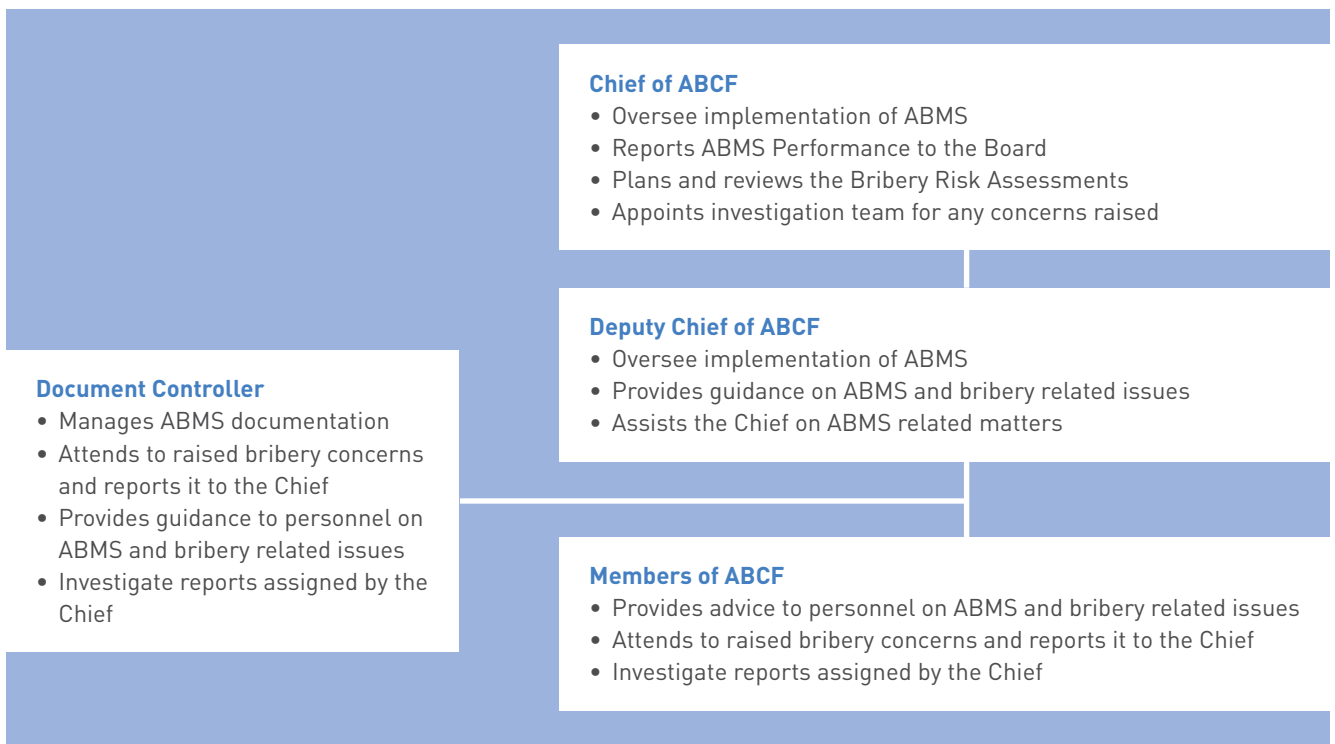 Chief of ABCF
• Oversee implementation of ABMS
• Reports ABMS Performance to the Board
• Plans and reviews the Bribery Risk Assessments
• Appoints investigation team for any concerns raised
Deputy Chief of ABCF
• Oversee implementation of ABMS
• Provides guidance on ABMS and bribery related issues
• Assists the Chief on ABMS related matters
Document Controller
• Manages ABMS documentation
• Attends to raised bribery concerns
and reports it to the Chief
• Provides guidance to personnel on
ABMS and bribery related issues
• Investigate reports assigned by the
Chief
Members of ABCF
• Provides advice to personnel on ABMS and bribery related issues
• Attends to raised bribery concerns and reports it to the Chief
• Investigate reports assigned by the Chief